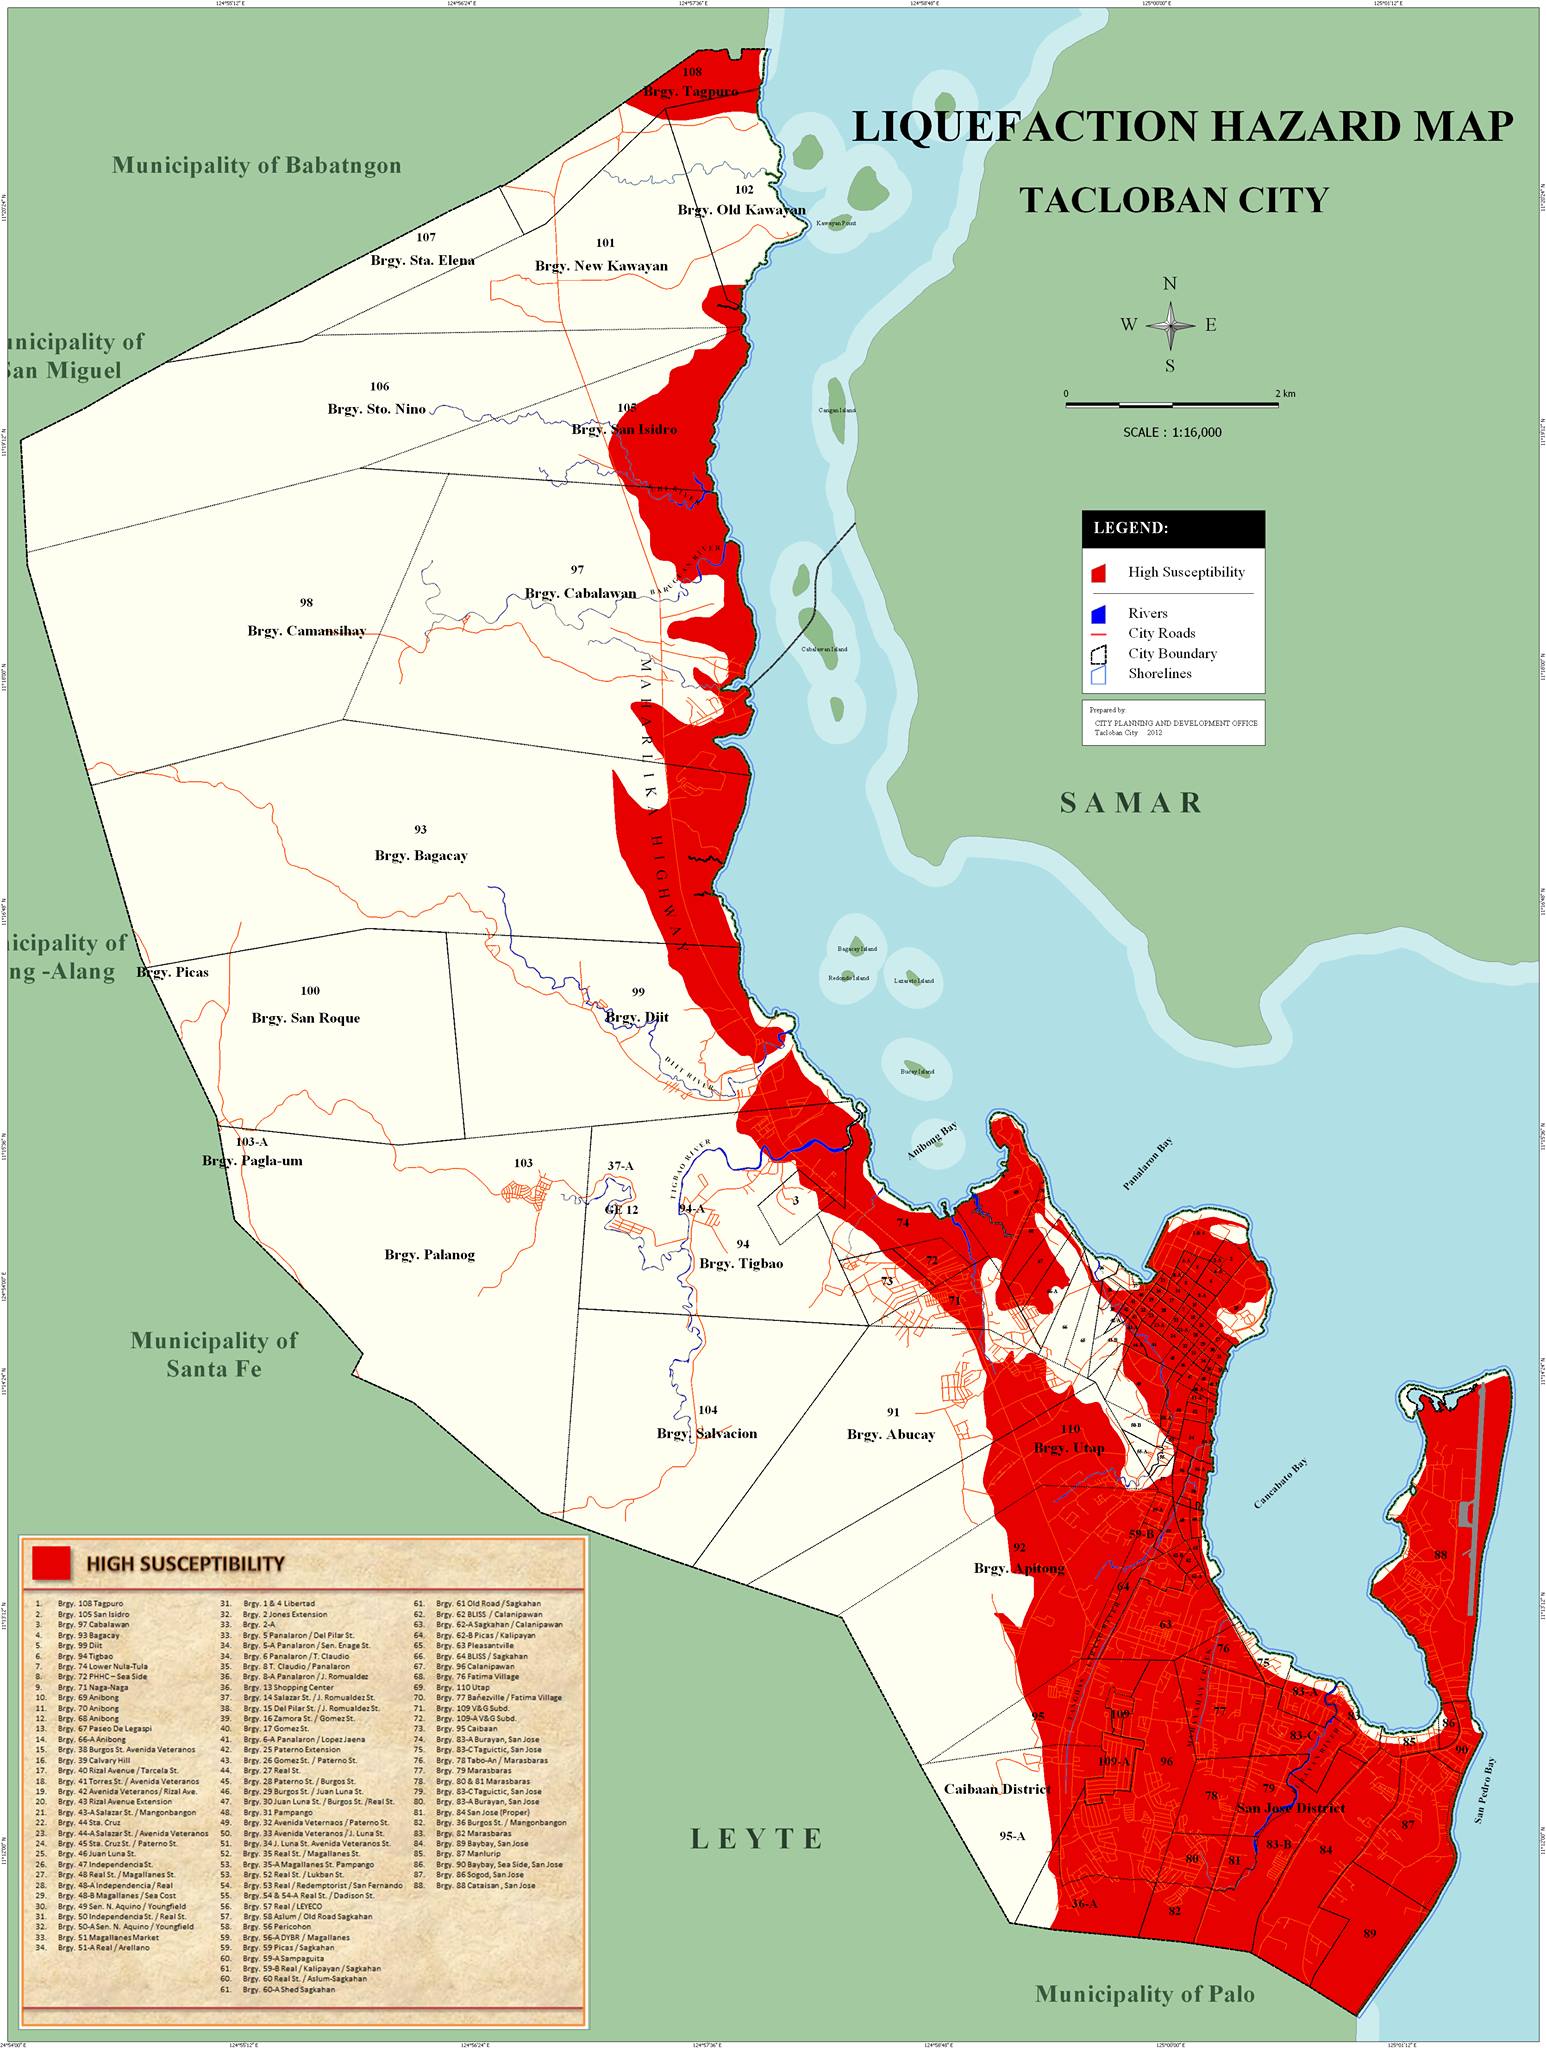 LIQUEFACTION HAZARD MAP
TACLOBAN CITY
N
W E
S
0 2 km
SCALE : 1:16,000
LEGEND:
High Susceptibility
Rivers
City Roads
City Boundary
Shorelines
Prepared by
CITY PLANNING AND DEVELOPMENT OFFICE
Tacloban City 2012
SAMAR
LEYTE
Municipality of Babatngon
San Miguel
Municipality of
Santa Fe
Municipality of Palo
108
Brgy. Tagpuro
102
Brgy. Old Kawayan
107
Brgy. Sta. Elena
101
Brgy. New Kawayan
106
Brgy. Sto. Nino
105
Brgy. San Isidro
97
Brgy. Cabalawan
98
Brgy. Camansihay
MAHARLIKA HIGHWAY
93
Brgy. Bagacay
Brgy. Picas
100
Brgy. San Roque
99
Brgy. Diit
DIIT RIVER
103-A
Brgy. Pagla-um
103
Brgy. Palanog
37-A
GE 12
TIGBAO RIVER
94-A
94
Brgy. Tigbao
3
74
72
73
71
104
Brgy. Salvacion
91
Brgy. Abucay
110
Brgy. Utap
92
Brgy. Apitong
59-B
64
63
76
75
77
95
109
109-A
96
Caibaan District
95-A
78
79
San Jose District
80
81
82
36-A
83-A
83
83-C
83-B
84
85
86
87
88
89
90
Kawayan Point
Cangan Island
Cabalawan Island
Bagacay Island
Redondo Island
Lazareto Island
Bucay Island
Anibong Bay
Panalaron Bay
Cancabato Bay
San Pedro Bay
HIGH SUSCEPTIBILITY
1. Brgy. 108 Tagpuro
2. Brgy. 105 San Isidro
3. Brgy. 97 Cabalawan
4. Brgy. 93 Bagacay
5. Brgy. 99 Diit
6. Brgy. 94 Tigbao
7. Brgy. 74 Lower Nula-Tula
8. Brgy. 72 PHHC – Sea Side
9. Brgy. 71 Naga-Naga
10. Brgy. 69 Anibong
11. Brgy. 70 Anibong
12. Brgy. 68 Anibong
13. Brgy. 67 Paseo De Legaspi
14. Brgy. 66-A Anibong
15. Brgy. 38 Burgos St. Avenida Veteranos
16. Brgy. 39 Calvary Hill
17. Brgy. 40 Rizal Avenue / Tarcela St.
18. Brgy. 41 Torres St. / Avenida Veteranos
19. Brgy. 42 Avenida Veteranos / Rizal Ave.
20. Brgy. 43 Rizal Avenue Extension
21. Brgy. 43-A Salazar St. / Mangonbangon
22. Brgy. 44 Sta. Cruz
23. Brgy. 44-A Salazar St. / Avenida Veteranos
24. Brgy. 45 Sta. Cruz St. / Paterno St.
25. Brgy. 46 Juan Luna St.
26. Brgy. 47 Independencia St.
27. Brgy. 48 Real St. / Magallanes St.
28. Brgy. 48-A Independencia / Real
29. Brgy. 48-B Magallanes / Sea Cost
30. Brgy. 49 Sen. N. Aquino / Youngfield
31. Brgy. 50 Independencia St. / Real St.
32. Brgy. 50-A Sen. N. Aquino / Youngfield
33. Brgy. 51 Magallanes Market
34. Brgy. 51-A Real / Arellano
31. Brgy. 1 & 4 Libertad
32. Brgy. 2 Jones Extension
33. Brgy. 2-A
33. Brgy. 5 Panalaron / Del Pilar St.
34. Brgy. 5-A Panalaron / Sen. Enage St.
34. Brgy. 6 Panalaron / T. Claudio
35. Brgy. 8 T. Claudio / Panalaron
36. Brgy. 8-A Panalaron / J. Romualdez
36. Brgy. 13 Shopping Center
37. Brgy. 14 Salazar St. / J. Romualdez St.
38. Brgy. 15 Del Pilar St. / J. Romualdez St.
39. Brgy. 16 Zamora St. / Gomez St.
40. Brgy. 17 Gomez St.
41. Brgy. 6-A Panalaron / Lopez Jaena
42. Brgy. 25 Paterno Extension
43. Brgy. 26 Gomez St. / Paterno St.
44. Brgy. 27 Real St.
45. Brgy. 28 Paterno St. / Burgos St.
46. Brgy. 29 Burgos St. / Juan Luna St.
47. Brgy. 30 Juan Luna St. / Burgos St. /Real St.
48. Brgy. 31 Pampango
49. Brgy. 32 Avenida Veternaos / Paterno St.
50. Brgy. 33 Avenida Veteranos / J. Luna St.
51. Brgy. 34 J. Luna St. Avenida Veteranos St.
52. Brgy. 35 Real St. / Magallanes St.
53. Brgy. 35-A Magallanes St. Pampango
53. Brgy. 52 Real St. / Lukban St.
54. Brgy. 53 Real / Redemptorist / San Fernando
55. Brgy. 54 & 54-A Real St. / Dadison St.
56. Brgy. 57 Real / LEYECO
57. Brgy. 58 Aslum / Old Road Sagkahan
58. Brgy. 56 Pericohon
59. Brgy. 56-A DYBR / Magallanes
59. Brgy. 59 Picas / Sagkahan
60. Brgy. 59-A Sampaguita
61. Brgy. 59-B Real / Kalipayan / Sagkahan
60. Brgy. 60 Real St. / Aslum-Sagkahan
61. Brgy. 60-A Shed Sagkahan
61. Brgy. 61 Old Road / Sagkahan
62. Brgy. 62 BLISS / Calanipawan
63. Brgy. 62-A Sagkahan / Calanipawan
64. Brgy. 62-B Picas / Kalipayan
65. Brgy. 63 Pleasantville
66. Brgy. 64 BLISS / Sagkahan
67. Brgy. 96 Calanipawan
68. Brgy. 76 Fatima Village
69. Brgy. 110 Utap
70. Brgy. 77 Bañezville / Fatima Village
71. Brgy. 109 V&G Subd.
72. Brgy. 109-A V&G Subd.
73. Brgy. 95 Caibaan
74. Brgy. 83-A Burayan, San Jose
75. Brgy. 83-C Taguictic, San Jose
76. Brgy. 78 Tabo-An / Marasbaras
77. Brgy. 79 Marasbaras
78. Brgy. 80 & 81 Marasbaras
79. Brgy. 83-C Taguictic, San Jose
80. Brgy. 83-A Burayan, San Jose
81. Brgy. 84 San Jose (Proper)
82. Brgy. 36 Burgos St. / Mangonbangon
83. Brgy. 82 Marasbaras
84. Brgy. 89 Baybay, San Jose
85. Brgy. 87 Manlurip
86. Brgy. 90 Baybay, Sea Side, San Jose
87. Brgy. 86 Sogod, San Jose
88. Brgy. 88 Cataisan , San Jose